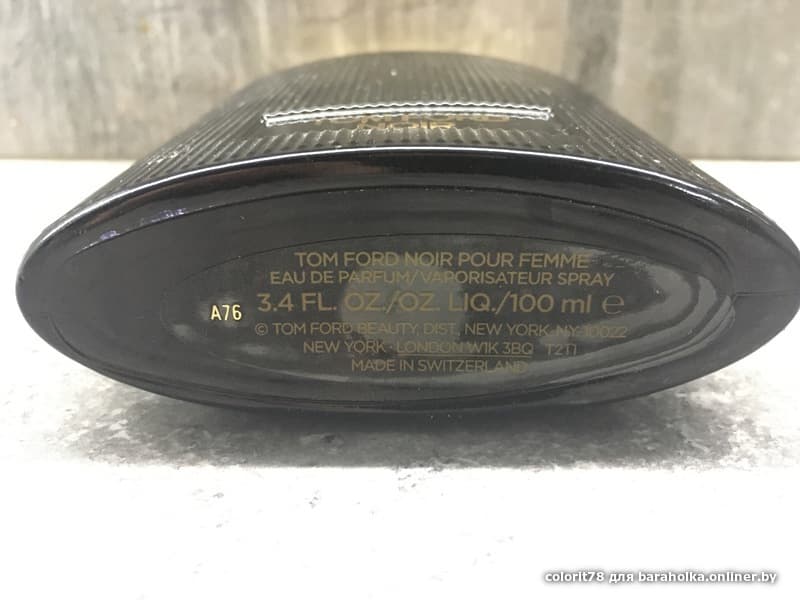 NOIR
TOM FORD NOIR POUR FEMME
EAU DE PARFUM/VAPORISATEUR SPRAY
A76 3.4 FL. OZ./OZ. LIQ./100 ml ℮
© TOM FORD BEAUTY DIST, NEW YORK, NY 10022
NEW YORK · LONDON W1K 3BQ T2T1
MADE IN SWITZERLAND
colorit78 для baraholka.onliner.by